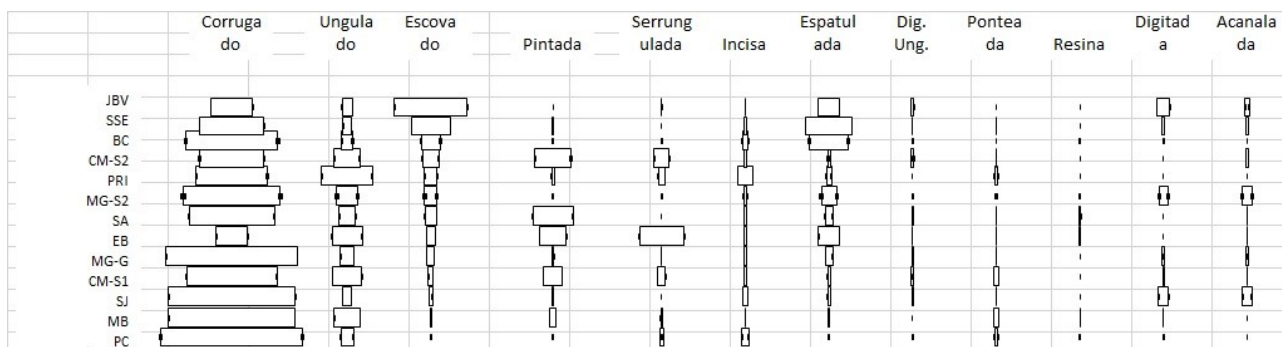 Corruga Ungula Escova Serrung Espatul Dig. Pontea Digitad Acanala
do do do Pintada ulada Incisa ada Ung. da Resina a da
JBV
SSE
BC
CM-S2
PRI
MG-S2
SA
EB
MG-G
CM-S1
SJ
MB
PC